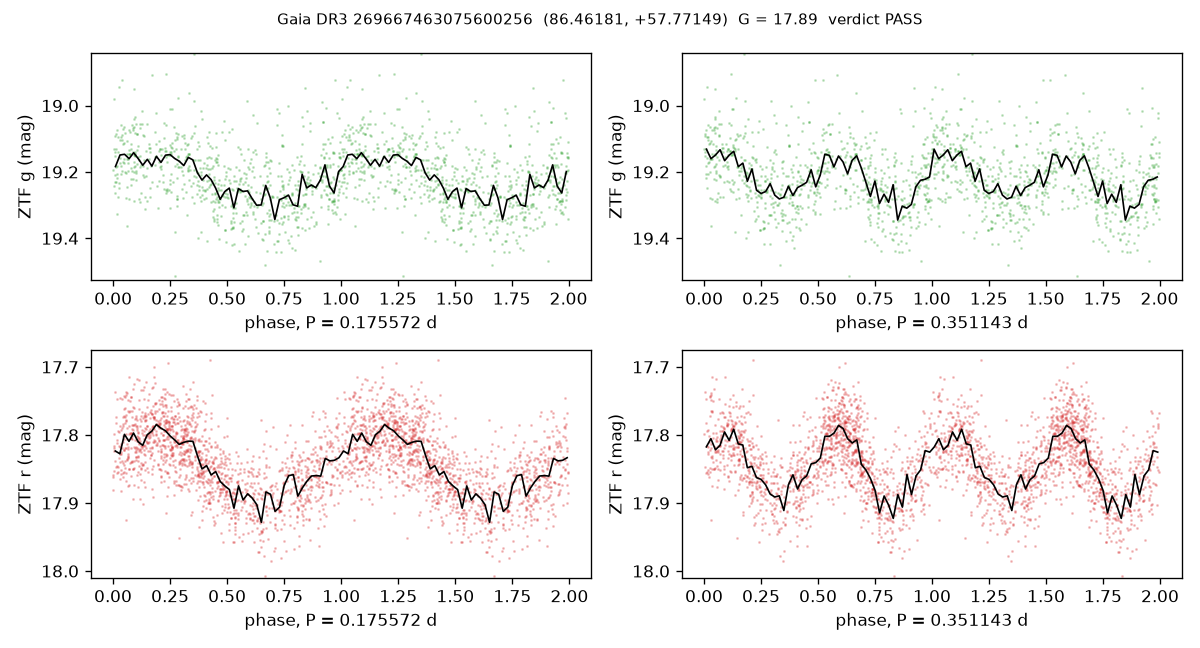 Gaia DR3 269667463075600256  (86.46181, +57.77149)  G = 17.89  verdict PASS
ZTF g (mag)
19.0
19.2
19.4
0.00 0.25 0.50 0.75 1.00 1.25 1.50 1.75 2.00
phase, P = 0.175572 d
ZTF g (mag)
19.0
19.2
19.4
0.00 0.25 0.50 0.75 1.00 1.25 1.50 1.75 2.00
phase, P = 0.351143 d
ZTF r (mag)
17.7
17.8
17.9
18.0
0.00 0.25 0.50 0.75 1.00 1.25 1.50 1.75 2.00
phase, P = 0.175572 d
ZTF r (mag)
17.7
17.8
17.9
18.0
0.00 0.25 0.50 0.75 1.00 1.25 1.50 1.75 2.00
phase, P = 0.351143 d